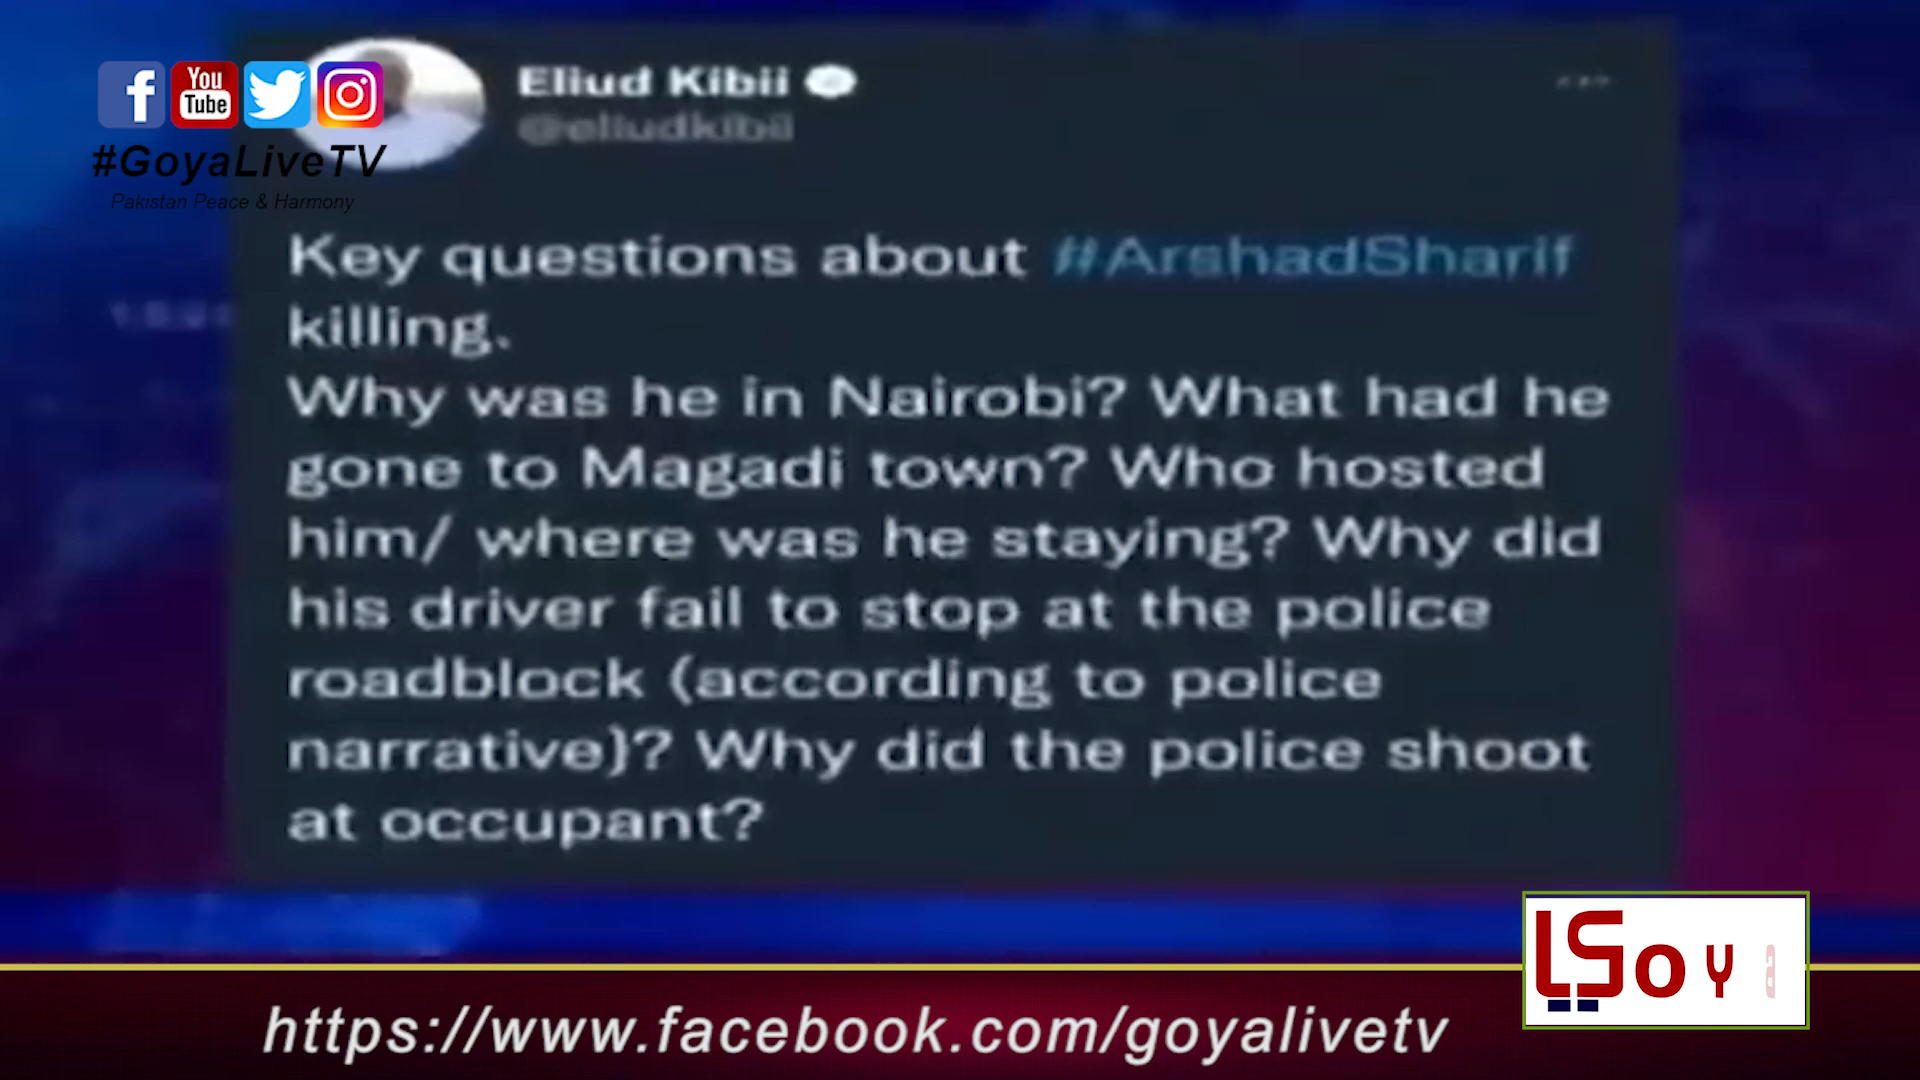 f You Tube
#GoyaLiveTV
Pakistan Peace & Harmony
Eliud Kibii
@eliudkibii
Key questions about #ArshadSharif
killing.
Why was he in Nairobi? What had he
gone to Magadi town? Who hosted
him/ where was he staying? Why did
his driver fail to stop at the police
roadblock (according to police
narrative)? Why did the police shoot
at occupant?
https://www.facebook.com/goyalivetv